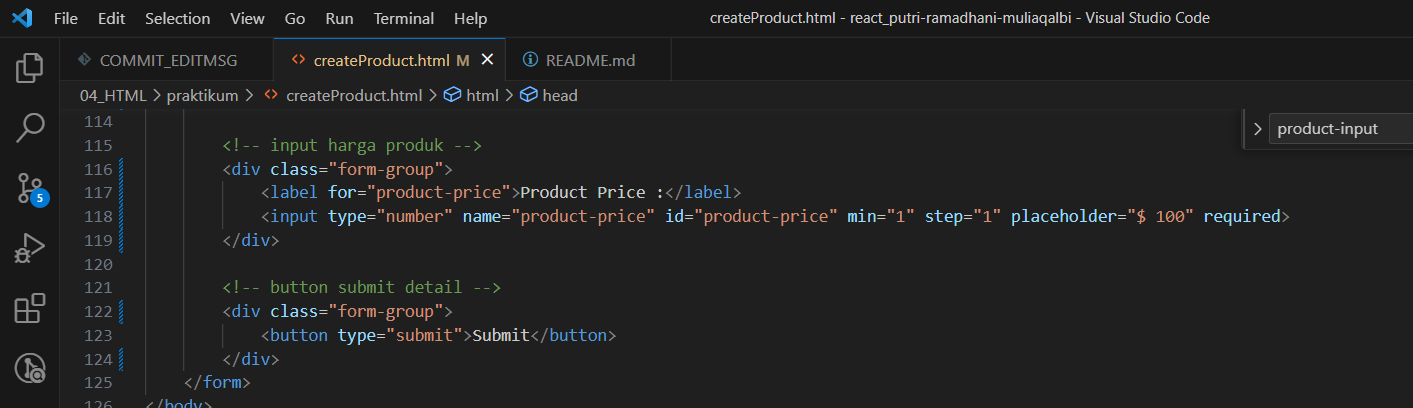 File Edit Selection View Go Run Terminal Help createProduct.html - react_putri-ramadhani-muliaqalbi - Visual Studio Code
COMMIT_EDITMSG <> createProduct.html M × README.md
04_HTML > praktikum > <> createProduct.html > html > head
product-input
114
115 <!-- input harga produk -->
116 <div class="form-group">
117 <label for="product-price">Product Price :</label>
118 <input type="number" name="product-price" id="product-price" min="1" step="1" placeholder="$ 100" required>
119 </div>
120
121 <!-- button submit detail -->
122 <div class="form-group">
123 <button type="submit">Submit</button>
124 </div>
125 </form>
126 </body>
5